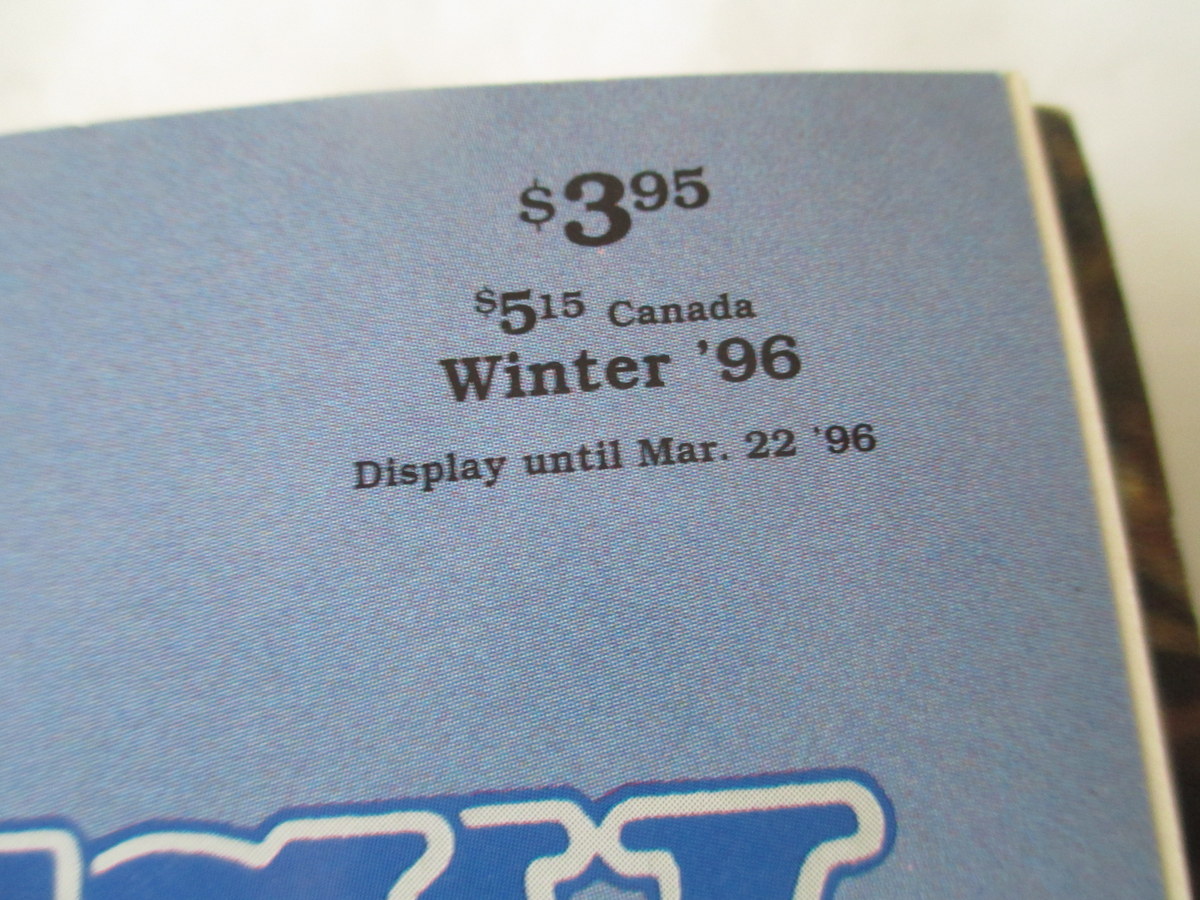 $3.95
$5.15 Canada
Winter '96
Display until Mar. 22 '96